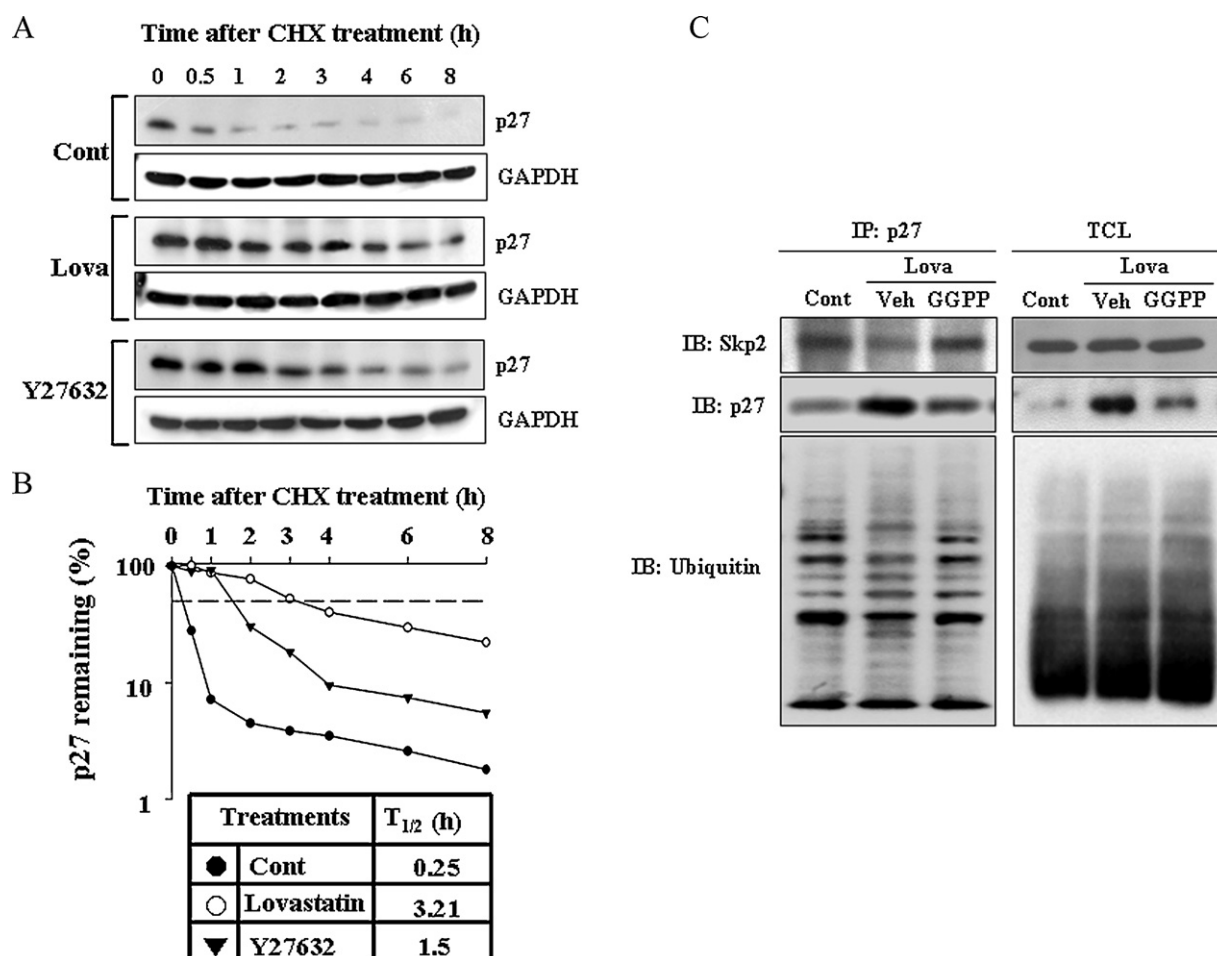 A
Time after CHX treatment (h)
0 0.5 1 2 3 4 6 8
Cont
p27
GAPDH
Lova
p27
GAPDH
Y27632
p27
GAPDH
B
Time after CHX treatment (h)
0 1 2 3 4 6 8
p27 remaining (%)
100
10
1
Treatments T1/2 (h)
Cont 0.25
Lovastatin 3.21
Y27632 1.5
C
IP: p27 TCL
Lova Lova
Cont Veh GGPP Cont Veh GGPP
IB: Skp2
IB: p27
IB: Ubiquitin